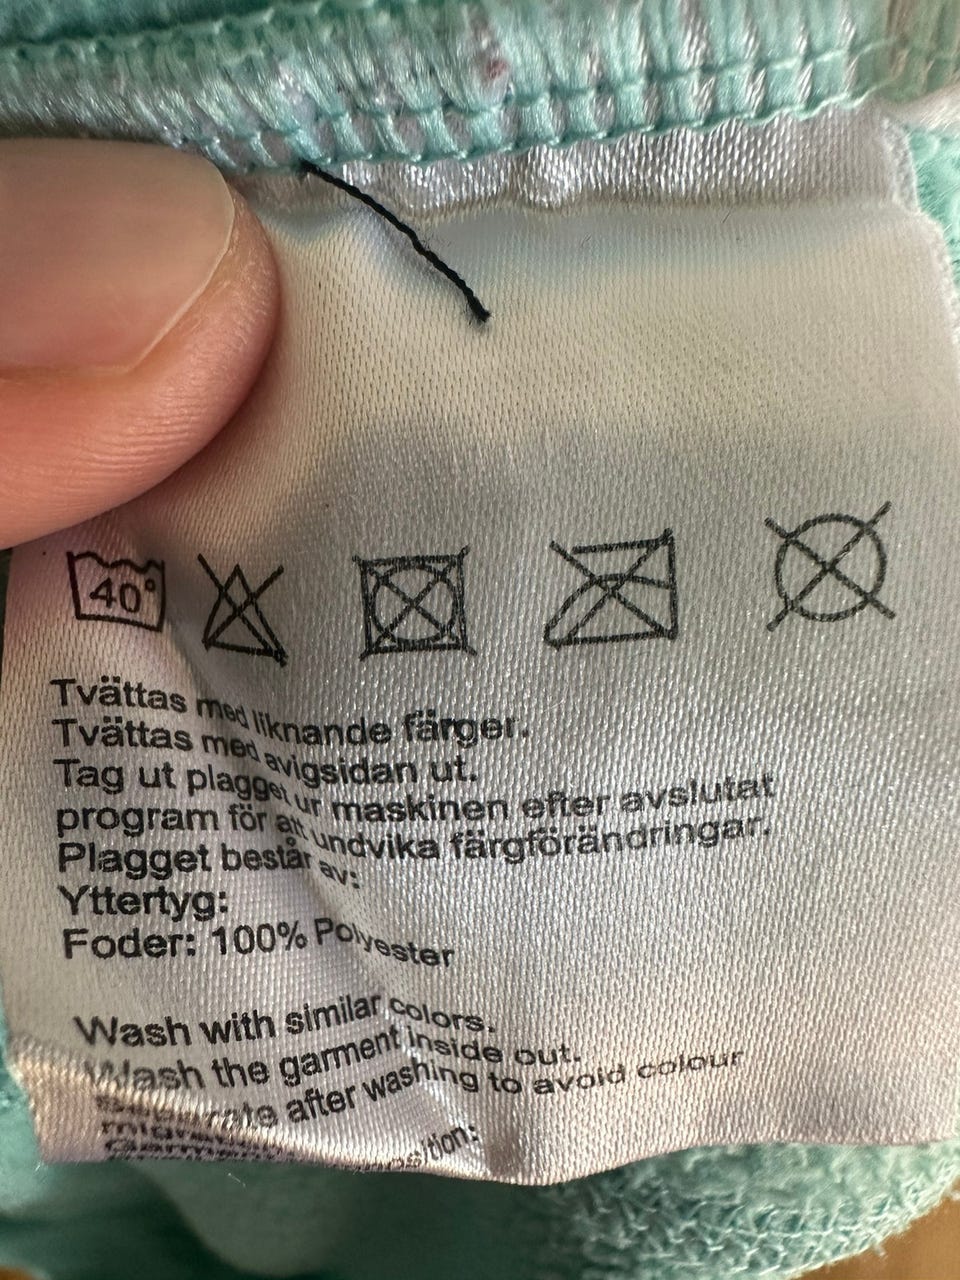 40°
Tvättas med liknande färger.
Tvättas med avigsidan ut.
Tag ut plagget ur maskinen efter avslutat
program för att undvika färgförändringar.
Plagget består av:
Yttertyg:
Foder: 100% Polyester
Wash with similar colors.
Wash the garment inside out.
Separate after washing to avoid colour